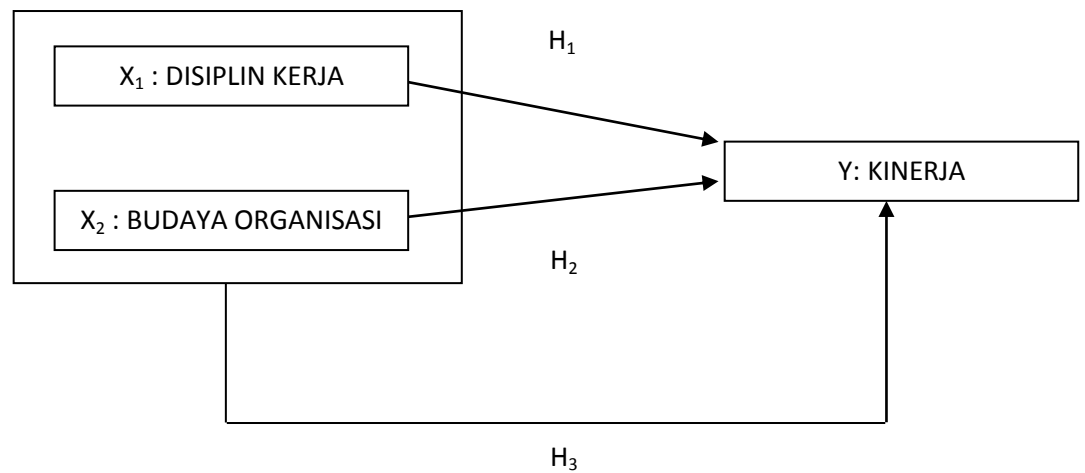 H₁
X₁ : DISIPLIN KERJA
Y: KINERJA
X₂ : BUDAYA ORGANISASI
H₂
H₃